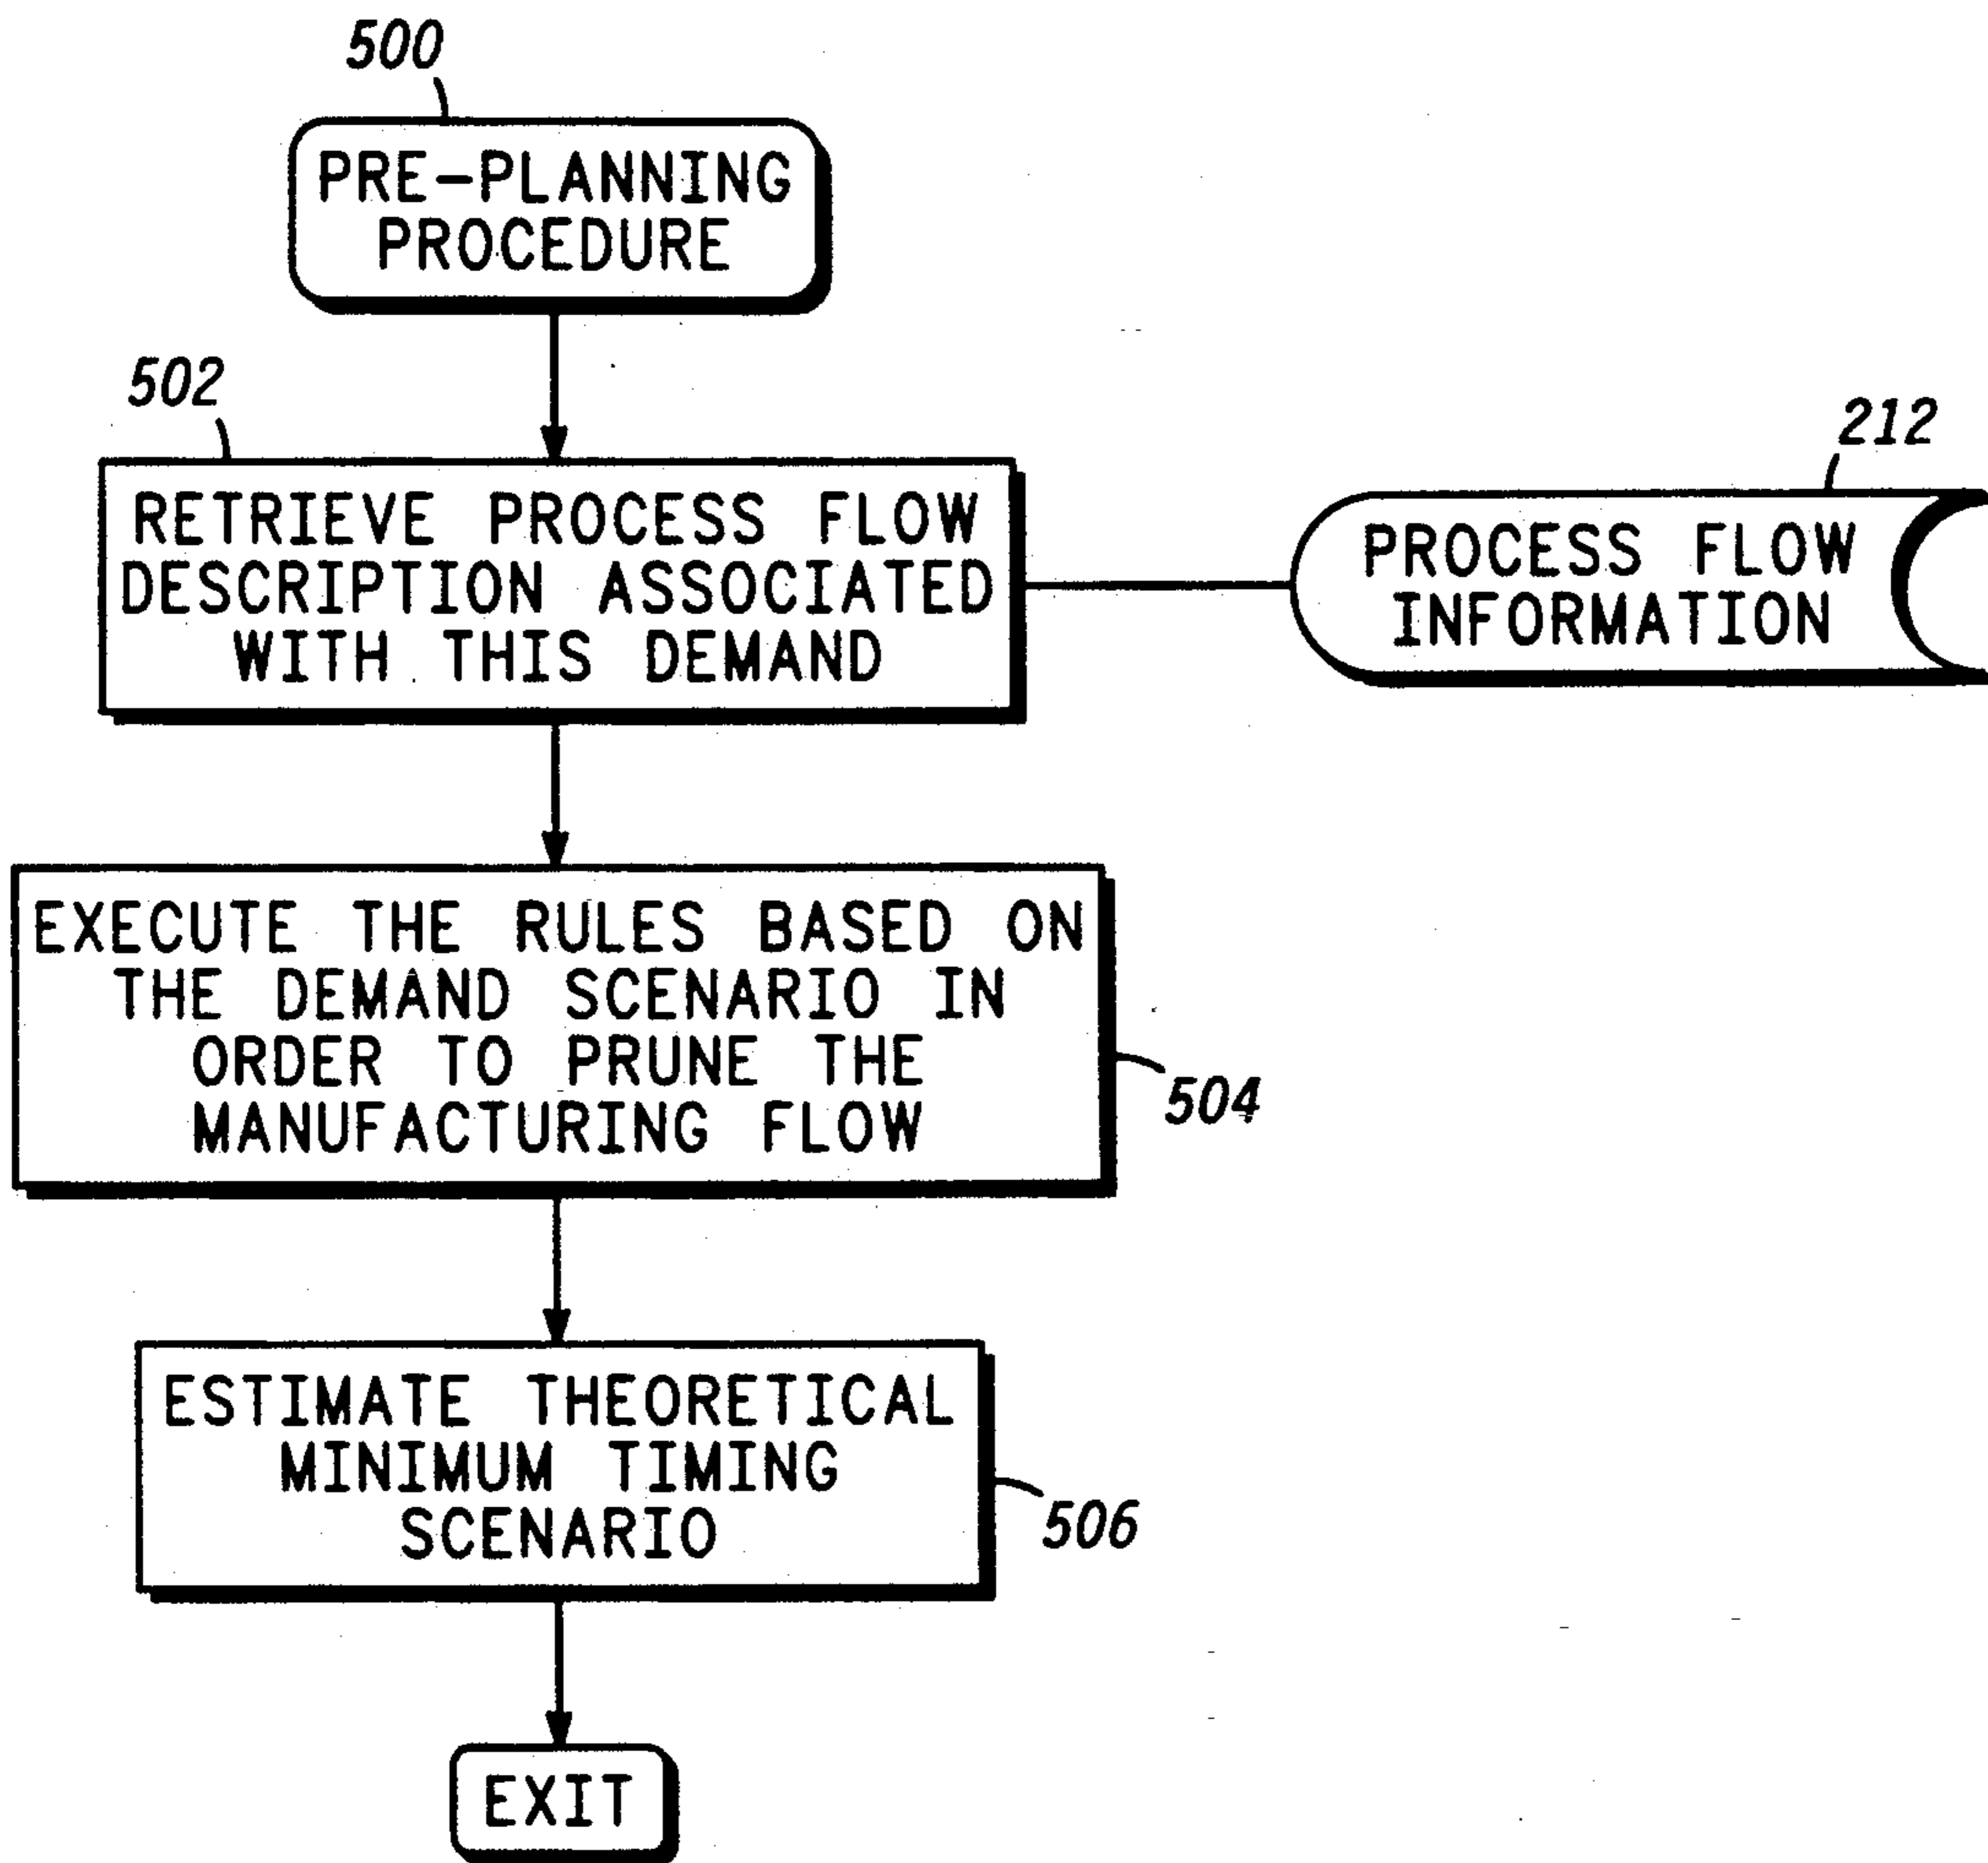 500
PRE-PLANNING
PROCEDURE
502
RETRIEVE PROCESS FLOW
DESCRIPTION ASSOCIATED
WITH THIS DEMAND
212
PROCESS FLOW
INFORMATION
EXECUTE THE RULES BASED ON
THE DEMAND SCENARIO IN
ORDER TO PRUNE THE
MANUFACTURING FLOW
504
ESTIMATE THEORETICAL
MINIMUM TIMING
SCENARIO
506
EXIT